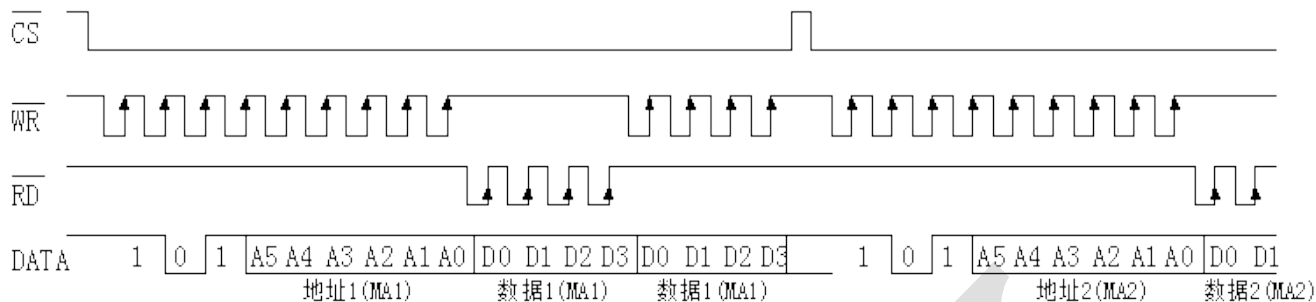 CS
WR
RD
DATA 1 0 1 A5 A4 A3 A2 A1 A0 D0 D1 D2 D3 D0 D1 D2 D3 1 0 1 A5 A4 A3 A2 A1 A0 D0 D1
地址1(MA1) 数据1(MA1) 数据1(MA1) 地址2(MA2) 数据2(MA2)